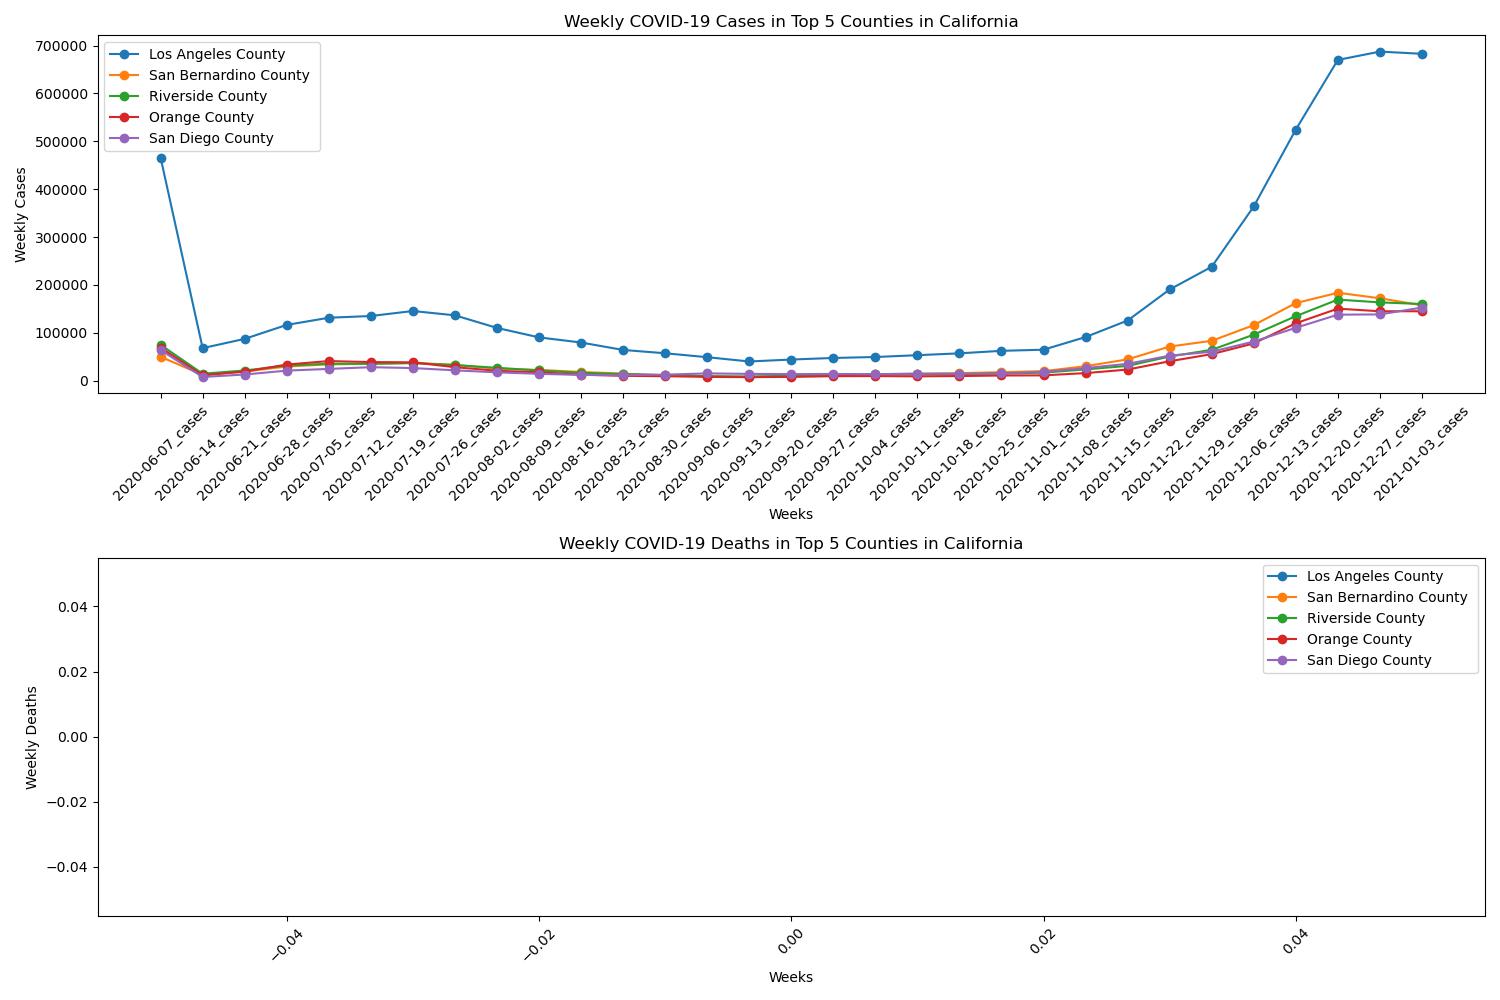 Weekly COVID-19 Cases in Top 5 Counties in California
Weekly Cases
700000
600000
500000
400000
300000
200000
100000
0
Los Angeles County
San Bernardino County
Riverside County
Orange County
San Diego County
2020-06-07_cases
2020-06-14_cases
2020-06-21_cases
2020-06-28_cases
2020-07-05_cases
2020-07-12_cases
2020-07-19_cases
2020-07-26_cases
2020-08-02_cases
2020-08-09_cases
2020-08-16_cases
2020-08-23_cases
2020-08-30_cases
2020-09-06_cases
2020-09-13_cases
2020-09-20_cases
2020-09-27_cases
2020-10-04_cases
2020-10-11_cases
2020-10-18_cases
2020-10-25_cases
2020-11-01_cases
2020-11-08_cases
2020-11-15_cases
2020-11-22_cases
2020-11-29_cases
2020-12-06_cases
2020-12-13_cases
2020-12-20_cases
2020-12-27_cases
2021-01-03_cases
Weeks
Weekly COVID-19 Deaths in Top 5 Counties in California
Weekly Deaths
0.04
0.02
0.00
−0.02
−0.04
Los Angeles County
San Bernardino County
Riverside County
Orange County
San Diego County
−0.04
−0.02
0.00
0.02
0.04
Weeks